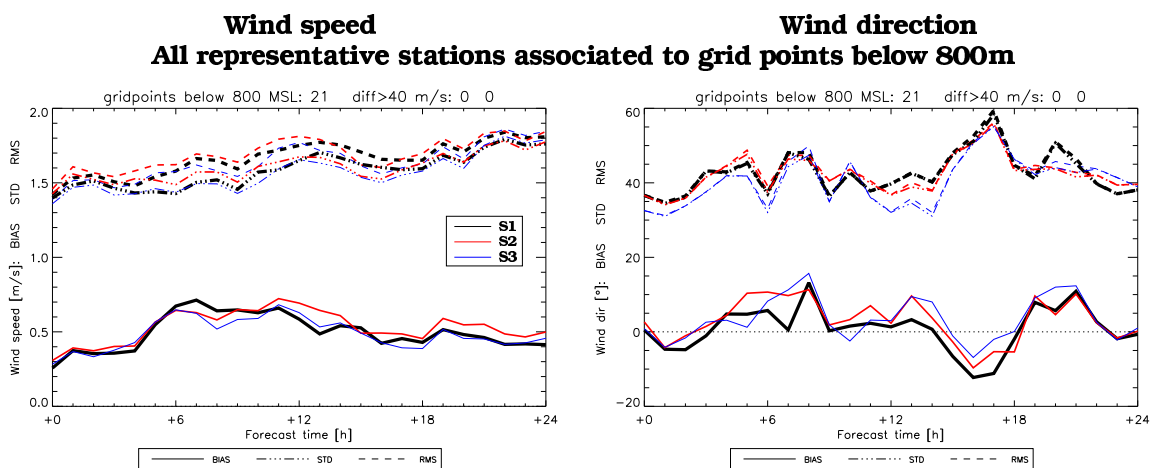 Wind speed
Wind direction
All representative stations associated to grid points below 800m
gridpoints below 800 MSL: 21 diff>40 m/s: 0 0
2.0
1.5
1.0
0.5
0.0
Wind speed [m/s]: BIAS STD RMS
S1
S2
S3
+0 +6 +12 +18 +24
Forecast time [h]
BIAS STD RMS
gridpoints below 800 MSL: 21 diff>40 m/s: 0 0
60
40
20
0
-20
Wind dir [°]: BIAS STD RMS
+0 +6 +12 +18 +24
Forecast time [h]
BIAS STD RMS